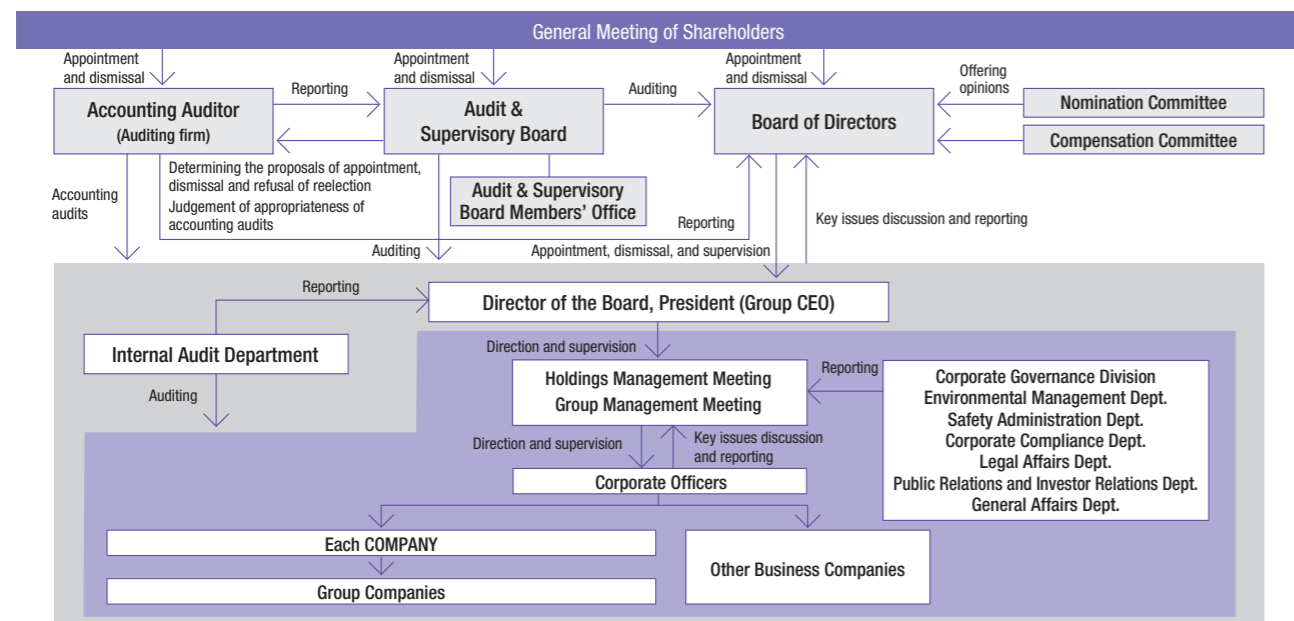 General Meeting of Shareholders
Appointment
and dismissal
Appointment
and dismissal
Appointment
and dismissal
Offering
opinions
Accounting Auditor
(Auditing firm)
Reporting
Audit &
Supervisory Board
Auditing
Board of Directors
Nomination Committee
Compensation Committee
Accounting
audits
Determining the proposals of appointment,
dismissal and refusal of reelection
Judgement of appropriateness of
accounting audits
Audit & Supervisory
Board Members’ Office
Reporting
Key issues discussion and reporting
Auditing
Appointment, dismissal, and supervision
Reporting
Director of the Board, President (Group CEO)
Internal Audit Department
Auditing
Direction and supervision
Holdings Management Meeting
Group Management Meeting
Reporting
Corporate Governance Division
Environmental Management Dept.
Safety Administration Dept.
Corporate Compliance Dept.
Legal Affairs Dept.
Public Relations and Investor Relations Dept.
General Affairs Dept.
Direction and supervision
Key issues discussion
and reporting
Corporate Officers
Each COMPANY
Group Companies
Other Business Companies